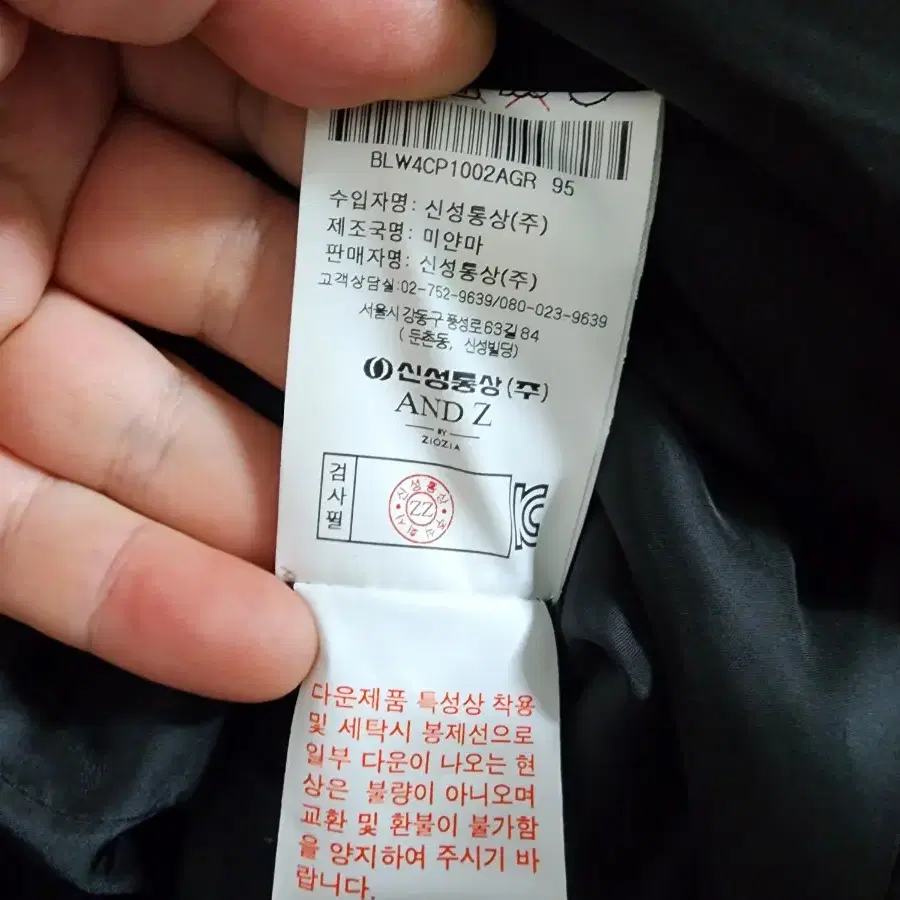 BLW4CP1002AGR 95
수입자명: 신성통상(주)
제조국명: 미얀마
판매자명: 신성통상(주)
고객상담실:02-752-9639/080-023-9639
서울시 강동구 풍성로63길 84
( 둔촌동, 신성빌딩)
신성통상(주)
AND Z
BY
ZIOZIA
검사필
ZZ
다운제품 특성상 착용
및 세탁시 봉제선으로
일부 다운이 나오는 현
상은 불량이 아니오며
교환 및 환불이 불가함
을 양지하여 주시기 바
랍니다.